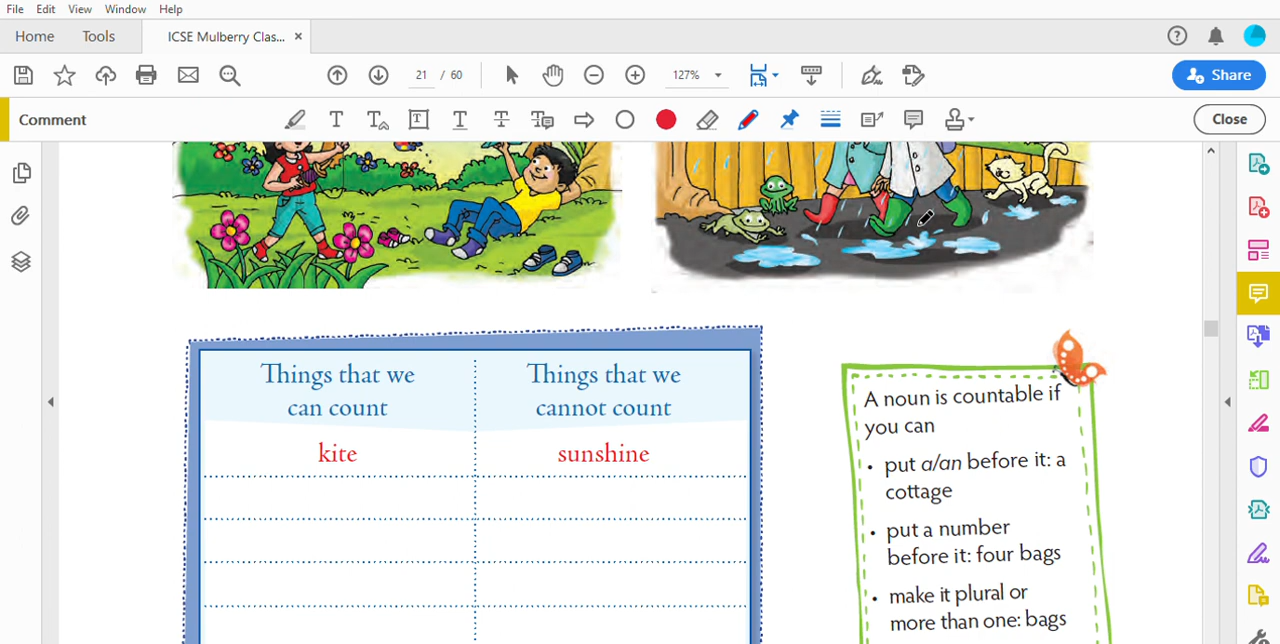 File Edit View Window Help
Home Tools ICSE Mulberry Clas... ×
21 / 60 127% Share
Comment Close
Things that we
can count
Things that we
cannot count
kite sunshine
A noun is countable if
you can
• put a/an before it: a
cottage
• put a number
before it: four bags
• make it plural or
more than one: bags